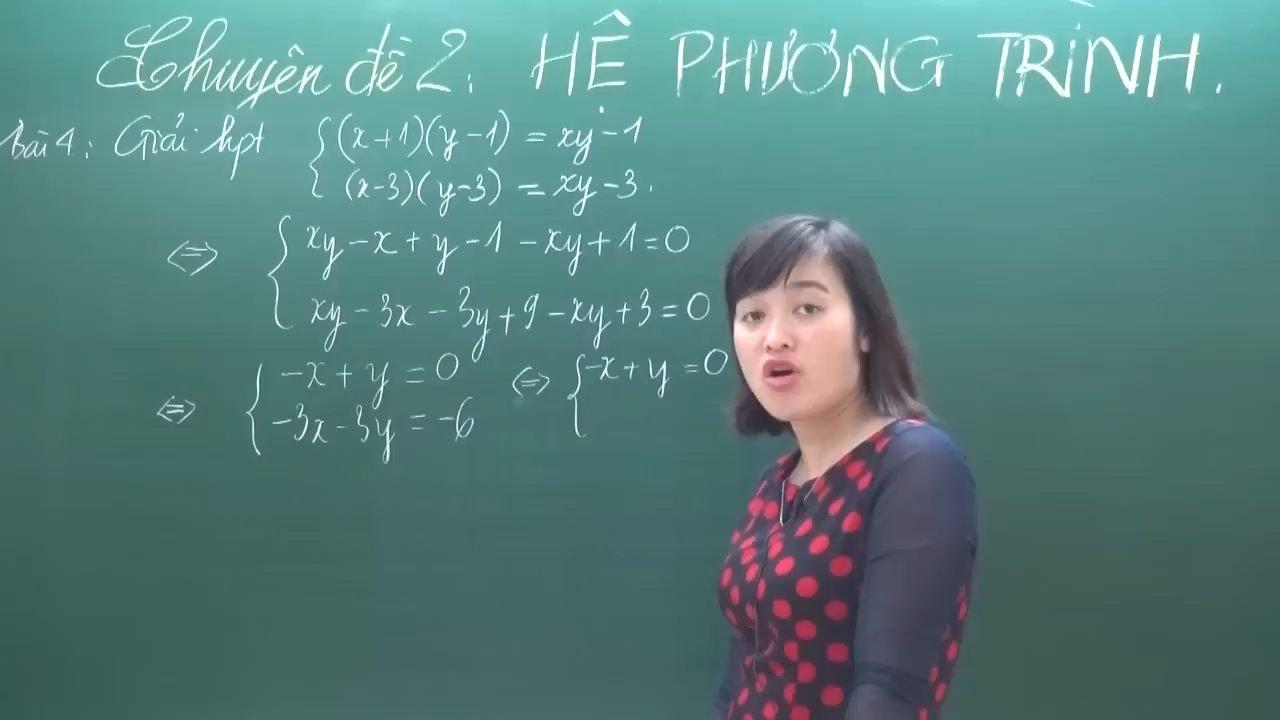 Chuyên đề 2: HỆ PHƯƠNG TRÌNH.
Bài 4: Giải hpt { (x+1)(y-1) = xy-1
(x-3)(y-3) = xy-3.
⇔ { xy-x+y-1-xy+1=0
xy-3x-3y+9-xy+3=0
⇔ { -x+y=0 ⇔ { -x+y=0
-3x-3y=-6